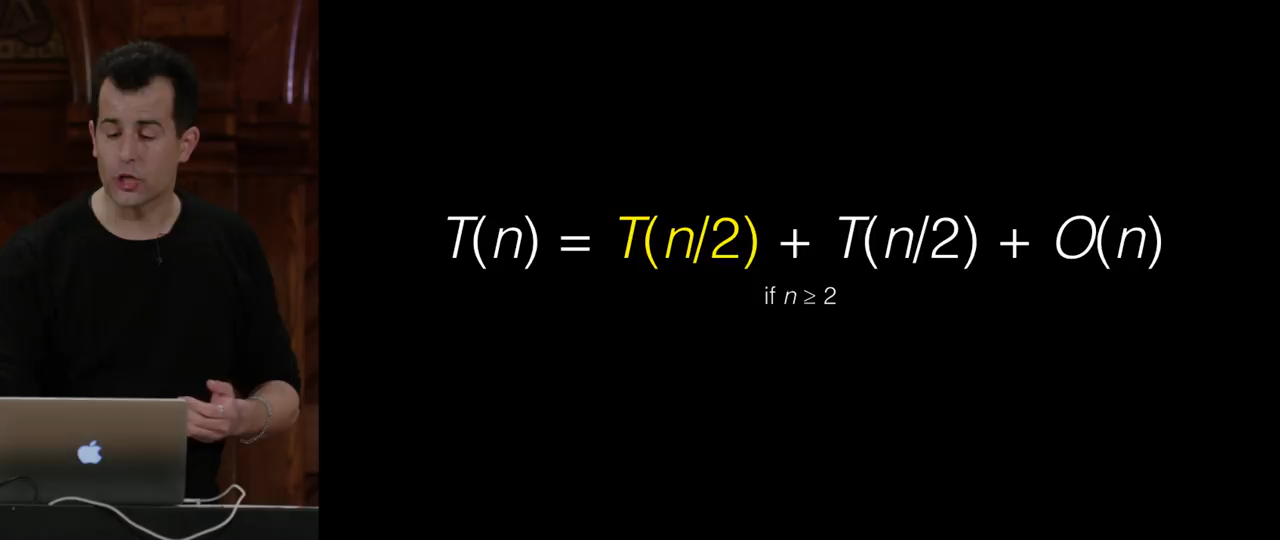 T(n) = T(n/2) + T(n/2) + O(n)
if n ≥ 2